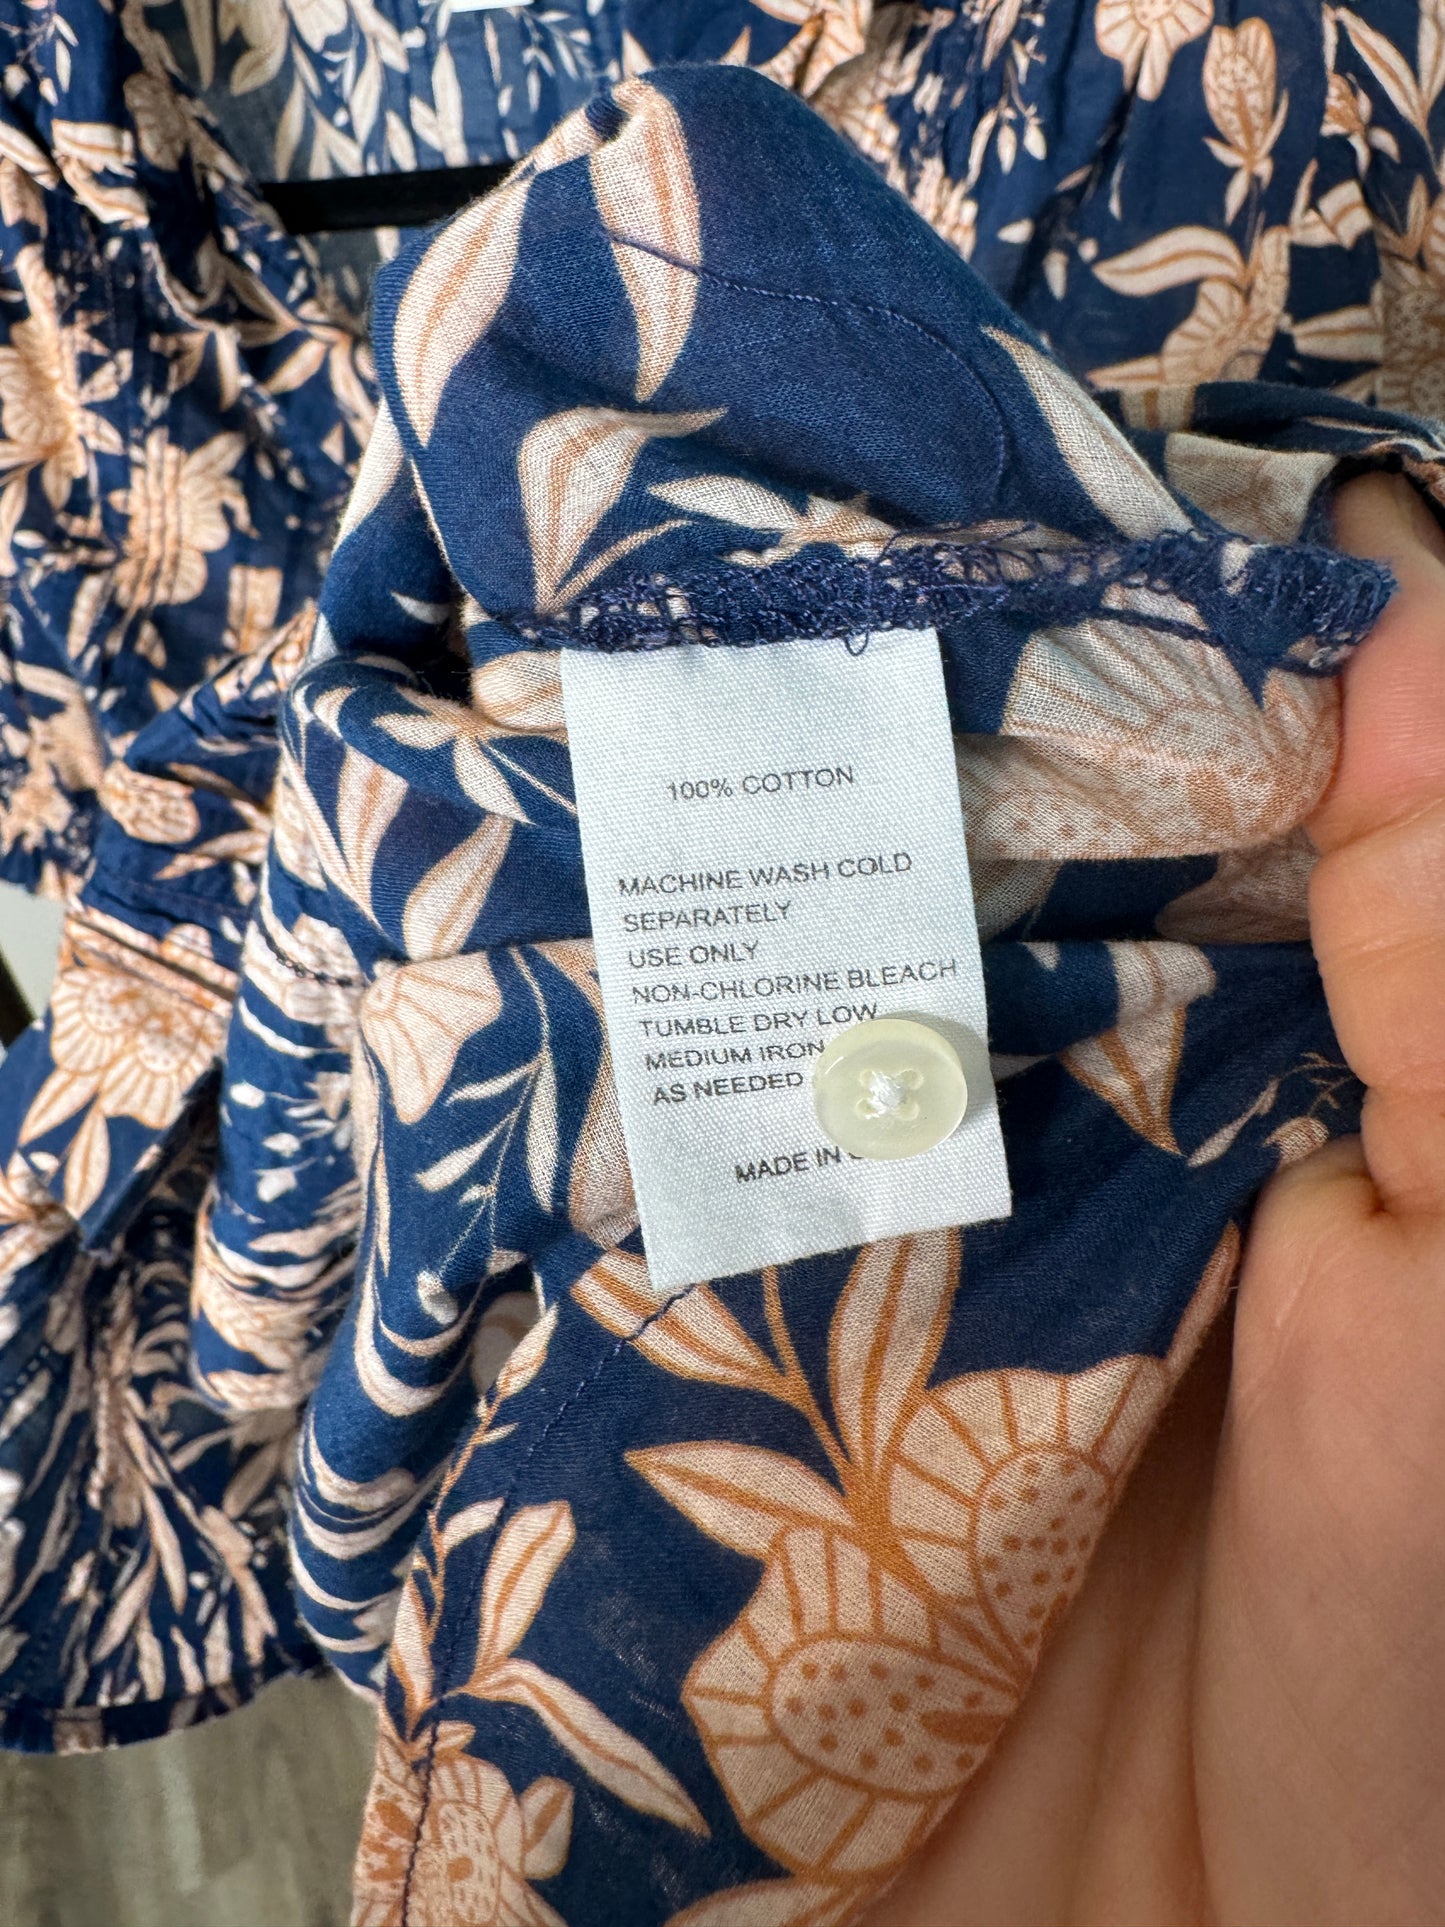 100% COTTON
MACHINE WASH COLD
SEPARATELY
USE ONLY
NON-CHLORINE BLEACH
TUMBLE DRY LOW
MEDIUM IRON
AS NEEDED
MADE IN